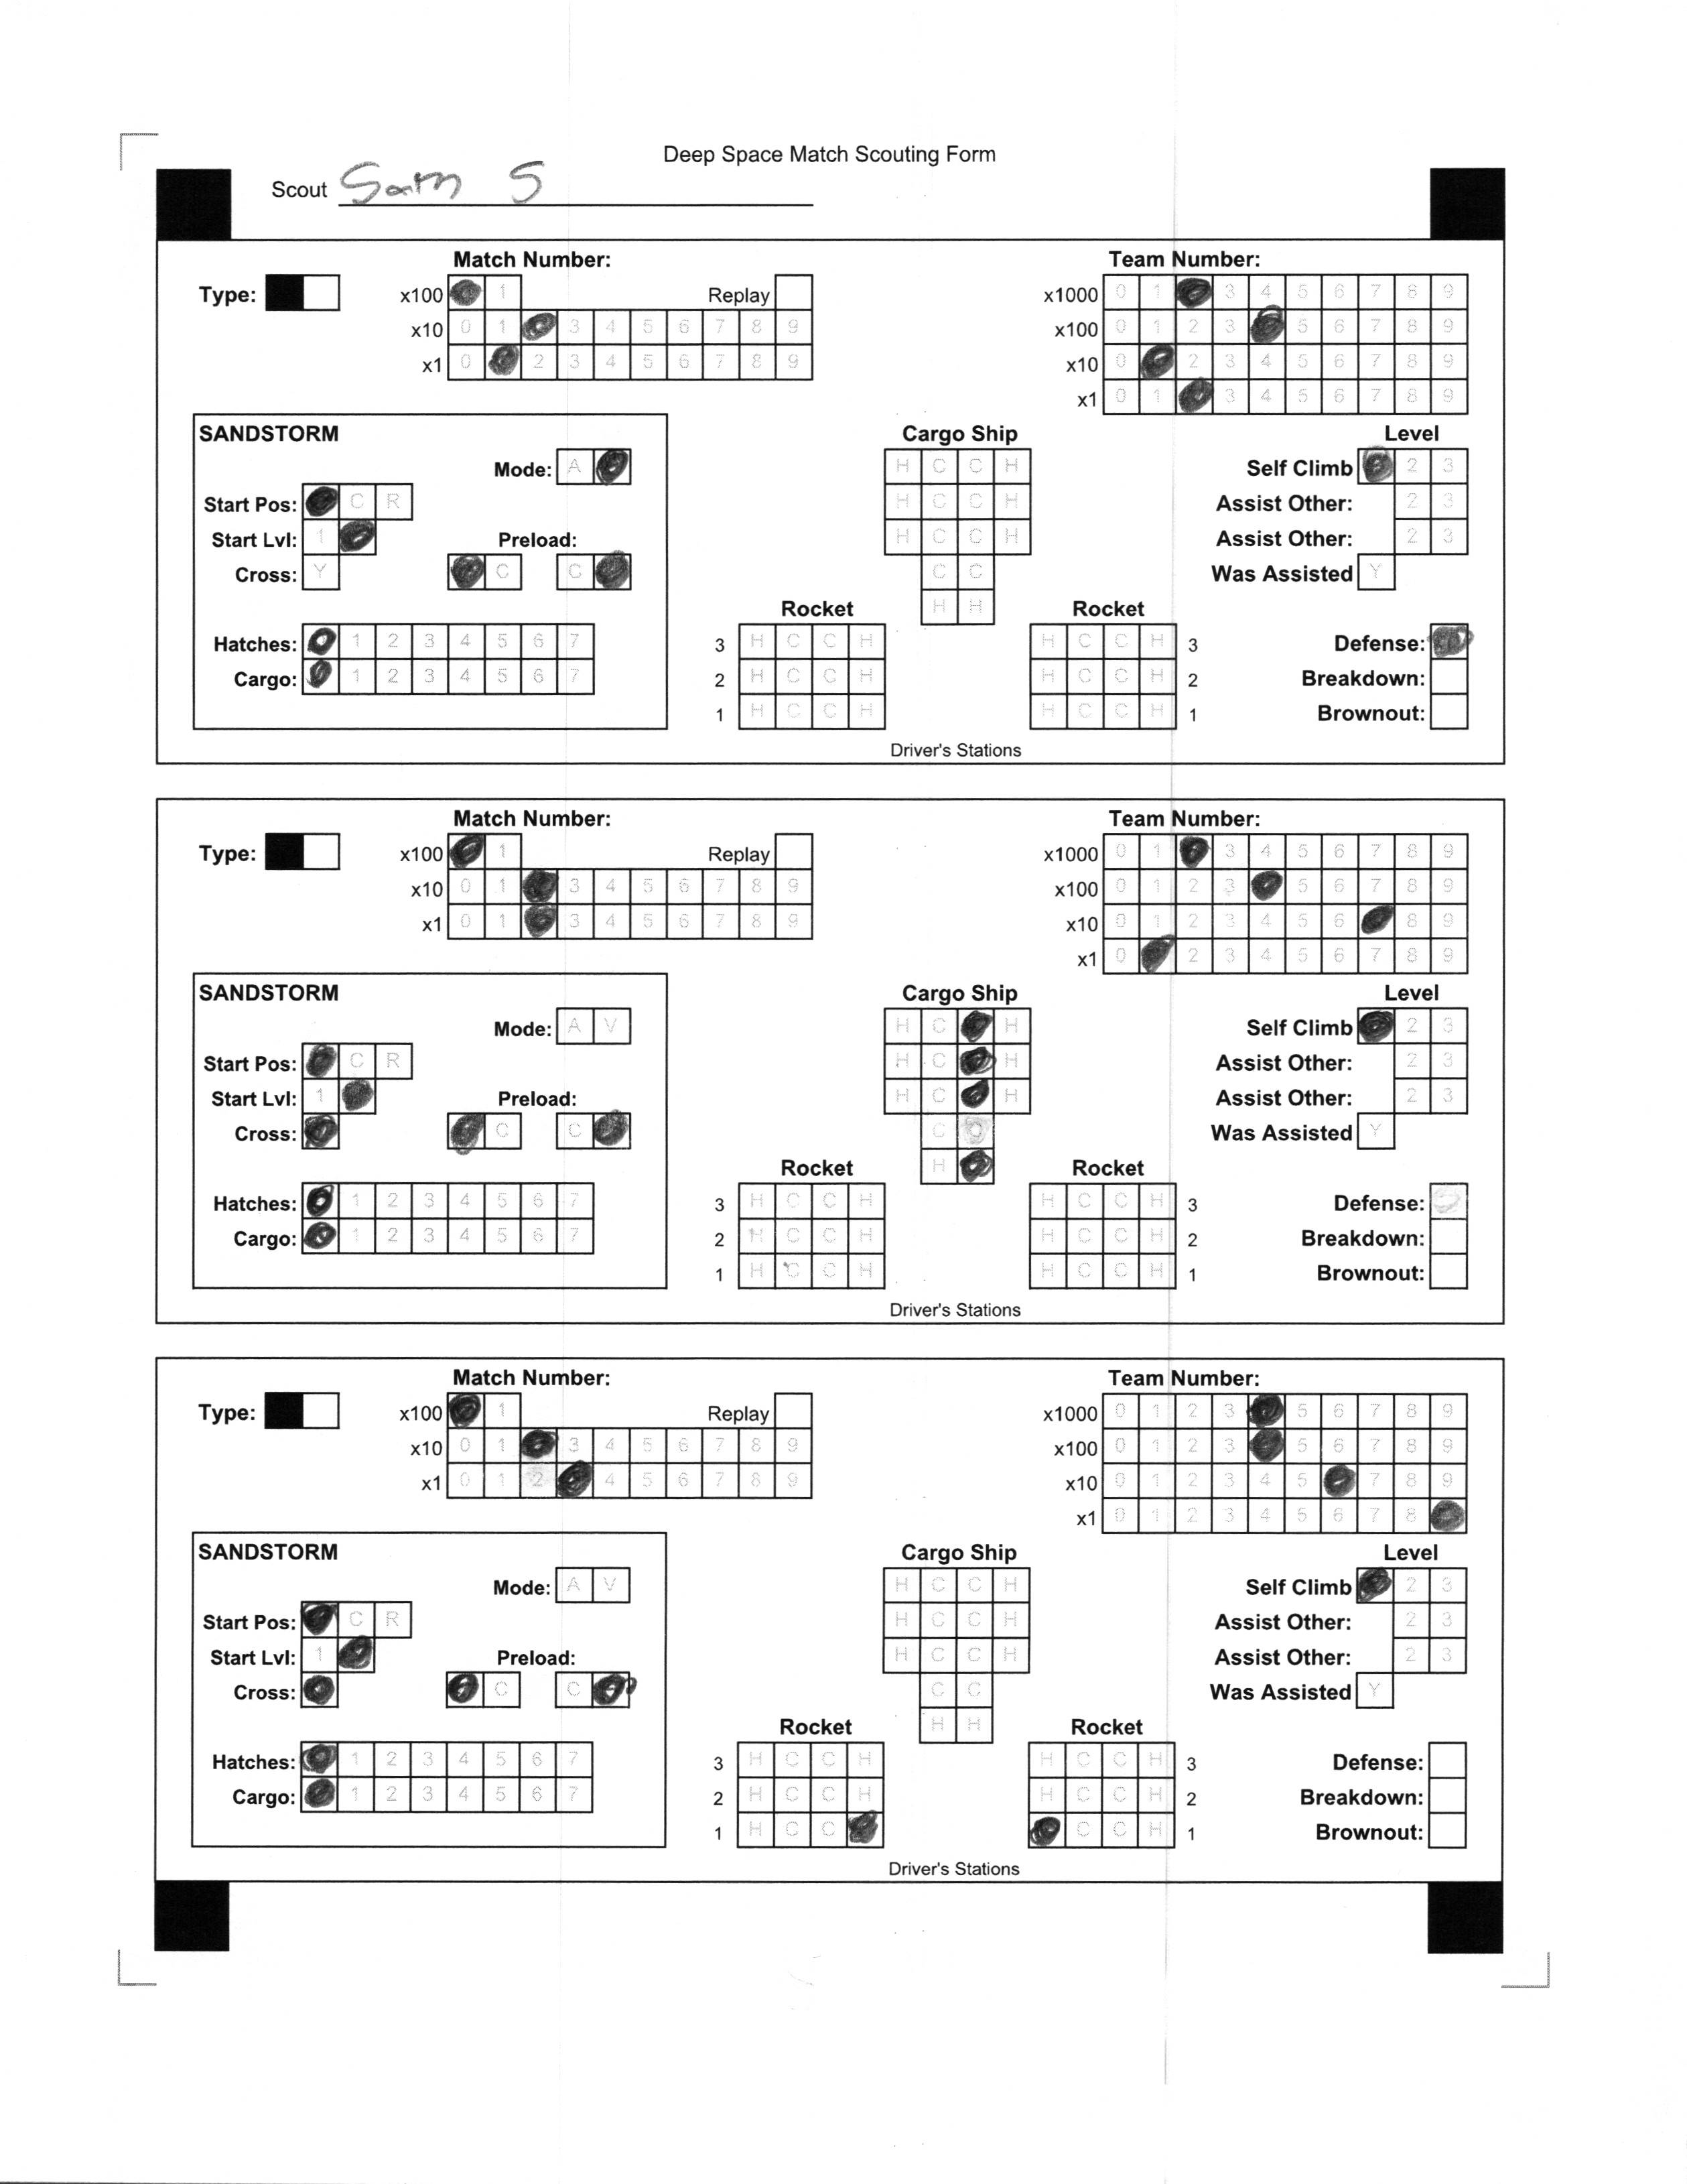 Deep Space Match Scouting Form
Scout Sam S
Match Number: Team Number:
Type: x100 1 Replay x1000 0 1 3 4 5 6 7 8 9
x10 0 1 3 4 5 6 7 8 9 x100 0 1 2 3 5 6 7 8 9
x1 0 2 3 4 5 6 7 8 9 x10 0 2 3 4 5 6 7 8 9
x1 0 1 3 4 5 6 7 8 9
SANDSTORM Cargo Ship Level
Mode: A H C C H Self Climb 2 3
Start Pos: C R H C C H Assist Other: 2 3
Start Lvl: 1 Preload: H C C H Assist Other: 2 3
Cross: Y C C C C Was Assisted Y
Rocket H H Rocket
Hatches: 1 2 3 4 5 6 7 3 H C C H H C C H 3 Defense:
Cargo: 1 2 3 4 5 6 7 2 H C C H H C C H 2 Breakdown:
1 H C C H H C C H 1 Brownout:
Driver's Stations
Match Number: Team Number:
Type: x100 1 Replay x1000 0 1 3 4 5 6 7 8 9
x10 0 1 3 4 5 6 7 8 9 x100 0 1 2 3 5 6 7 8 9
x1 0 1 3 4 5 6 7 8 9 x10 0 1 2 3 4 5 6 8 9
x1 0 2 3 4 5 6 7 8 9
SANDSTORM Cargo Ship Level
Mode: A V H C H Self Climb 2 3
Start Pos: C R H C H Assist Other: 2 3
Start Lvl: 1 Preload: H C H Assist Other: 2 3
Cross: C C C Was Assisted Y
Rocket H Rocket
Hatches: 1 2 3 4 5 6 7 3 H C C H H C C H 3 Defense:
Cargo: 1 2 3 4 5 6 7 2 H C C H H C C H 2 Breakdown:
1 H C C H H C C H 1 Brownout:
Driver's Stations
Match Number: Team Number:
Type: x100 1 Replay x1000 0 1 2 3 5 6 7 8 9
x10 0 1 3 4 5 6 7 8 9 x100 0 1 2 3 5 6 7 8 9
x1 0 1 2 4 5 6 7 8 9 x10 0 1 2 3 4 5 7 8 9
x1 0 1 2 3 4 5 6 7 8
SANDSTORM Cargo Ship Level
Mode: A V H C C H Self Climb 2 3
Start Pos: C R H C C H Assist Other: 2 3
Start Lvl: 1 Preload: H C C H Assist Other: 2 3
Cross: C C C C Was Assisted Y
Rocket H H Rocket
Hatches: 1 2 3 4 5 6 7 3 H C C H H C C H 3 Defense:
Cargo: 1 2 3 4 5 6 7 2 H C C H H C C H 2 Breakdown:
1 H C C C C H 1 Brownout:
Driver's Stations